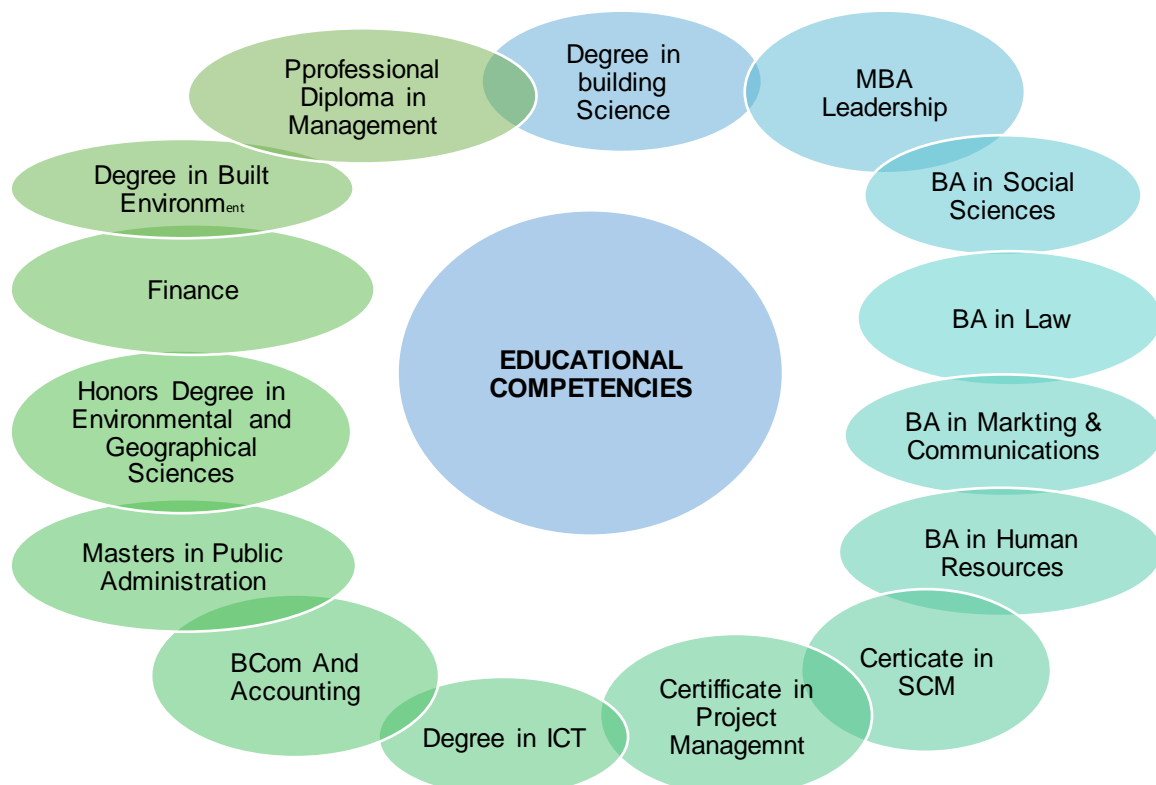 Pprofessional
Diploma in
Management
Degree in
building
Science
MBA
Leadership
BA in Social
Sciences
BA in Law
BA in Markting &
Communications
BA in Human
Resources
Certicate in
SCM
Certifficate in
Project
Managemnt
Degree in ICT
BCom And
Accounting
Masters in Public
Administration
Honors Degree in
Environmental and
Geographical
Sciences
Finance
Degree in Built
Environment
EDUCATIONAL
COMPETENCIES